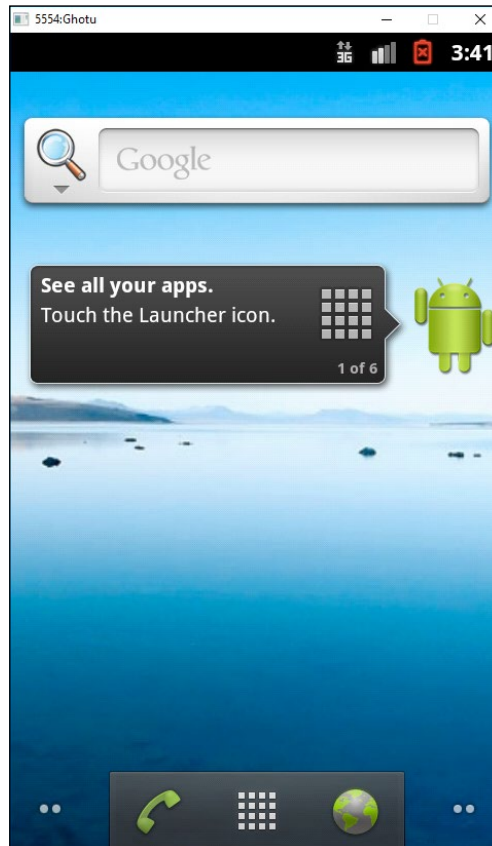 5554:Ghotu
3G
3:41
Google
See all your apps.
Touch the Launcher icon.
1 of 6